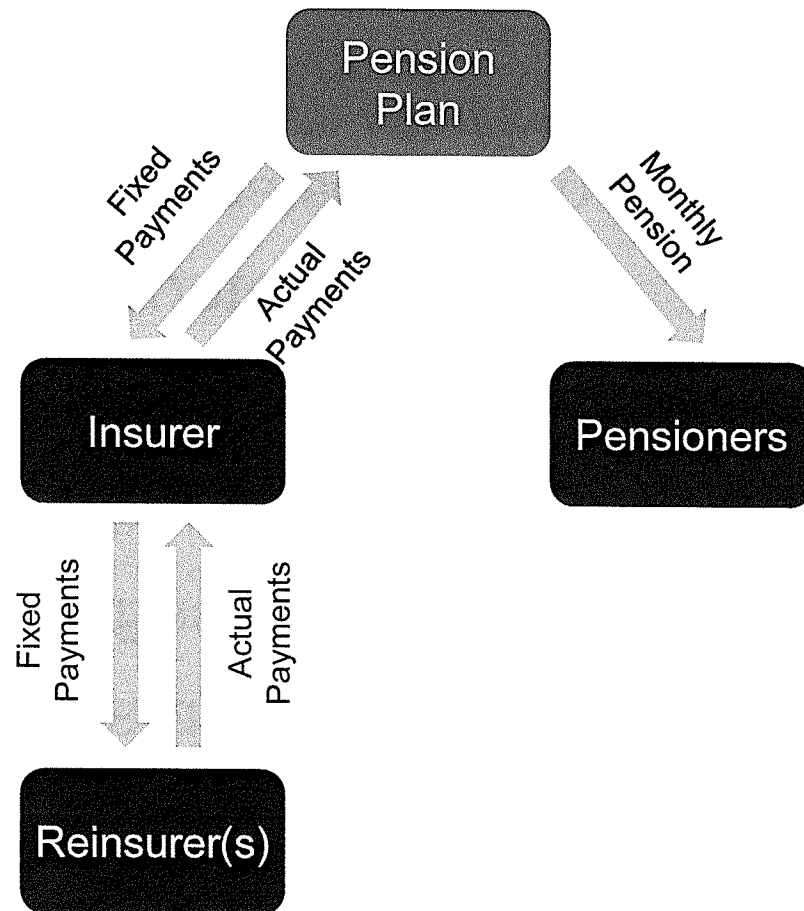 Pension
Plan
Fixed
Payments
Actual
Payments
Monthly
Pension
Insurer
Pensioners
Fixed
Payments
Actual
Payments
Reinsurer(s)